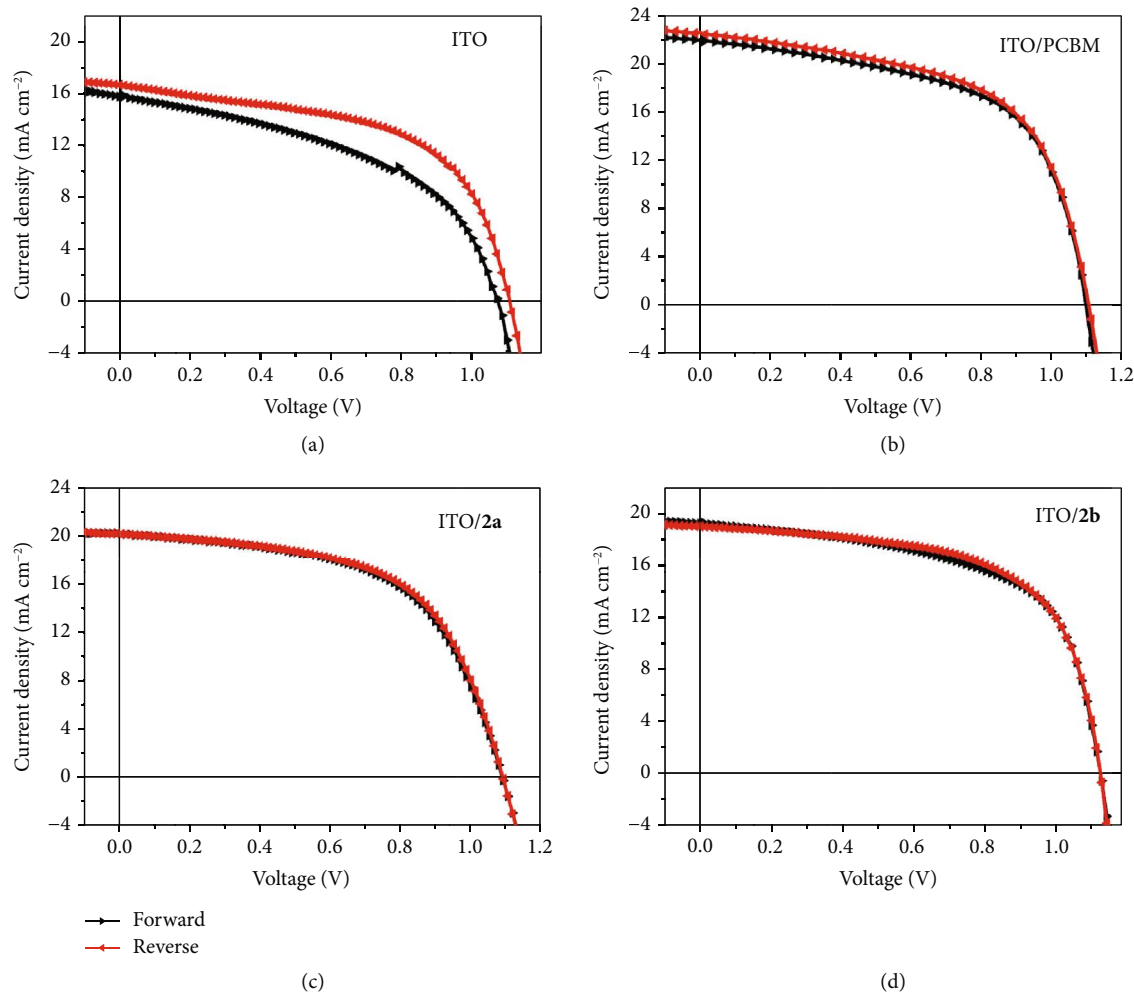 ITO
Current density (mA cm⁻²)
20
16
12
8
4
0
−4
0.0 0.2 0.4 0.6 0.8 1.0
Voltage (V)
(a)
ITO/PCBM
Current density (mA cm⁻²)
24
20
16
12
8
4
0
−4
0.0 0.2 0.4 0.6 0.8 1.0 1.2
Voltage (V)
(b)
ITO/2a
Current density (mA cm⁻²)
24
20
16
12
8
4
0
−4
0.0 0.2 0.4 0.6 0.8 1.0 1.2
Voltage (V)
Forward
Reverse
(c)
ITO/2b
Current density (mA cm⁻²)
20
16
12
8
4
0
−4
0.0 0.2 0.4 0.6 0.8 1.0
Voltage (V)
(d)